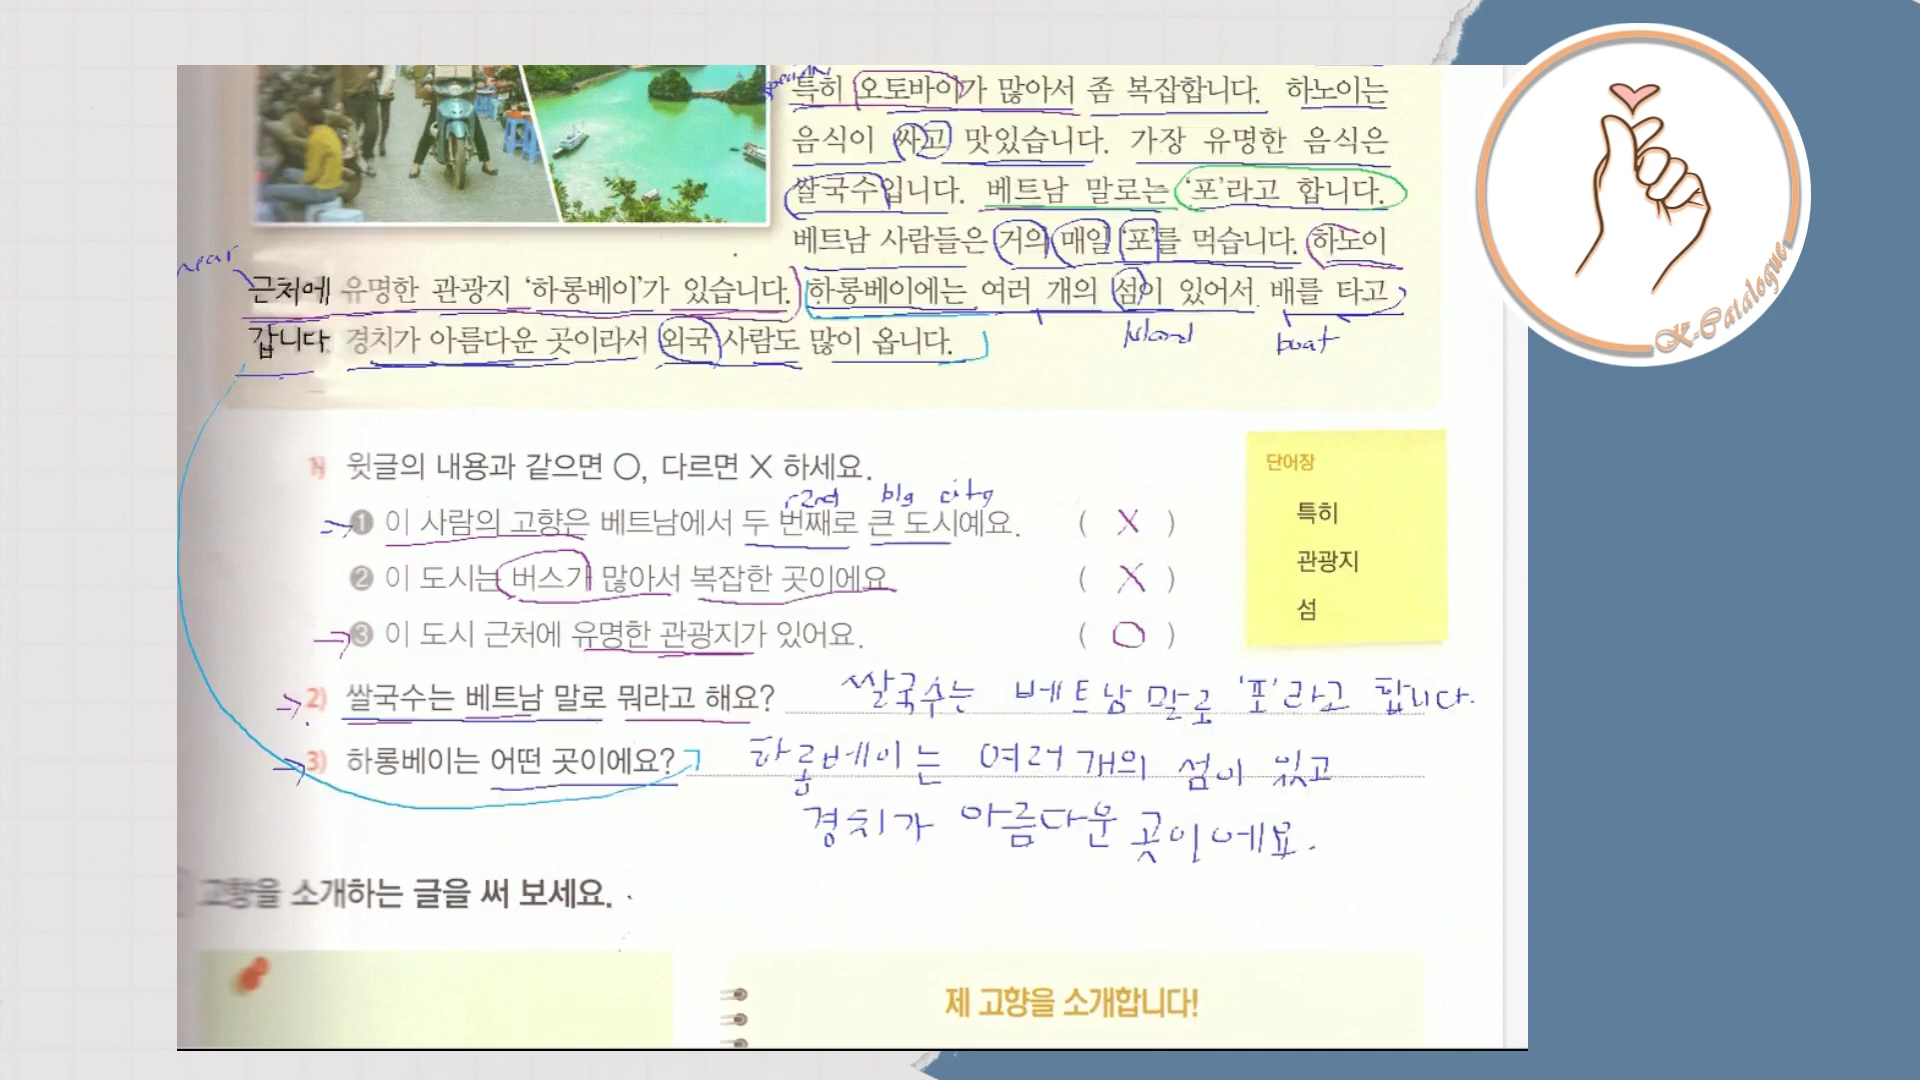 특히 오토바이가 많아서 좀 복잡합니다. 하노이는
음식이 싸고 맛있습니다. 가장 유명한 음식은
쌀국수입니다. 베트남 말로는 ‘포’라고 합니다.
베트남 사람들은 거의 매일 ‘포’를 먹습니다. 하노이
near
근처에 유명한 관광지 ‘하롱베이’가 있습니다. 하롱베이에는 여러 개의 섬이 있어서 배를 타고
갑니다. 경치가 아름다운 곳이라서 외국 사람도 많이 옵니다.
island boat
1) 윗글의 내용과 같으면 ○, 다르면 X 하세요.
2nd big city
❶ 이 사람의 고향은 베트남에서 두 번째로 큰 도시예요. ( X )
❷ 이 도시는 버스가 많아서 복잡한 곳이에요 ( X )
❸ 이 도시 근처에 유명한 관광지가 있어요. ( O )
2) 쌀국수는 베트남 말로 뭐라고 해요? 쌀국수는 베트남 말로 '포'라고 합니다.
3) 하롱베이는 어떤 곳이에요? 하롱베이는 여러 개의 섬이 있고
경치가 아름다운 곳이에요.
단어장
특히
관광지
섬
고향을 소개하는 글을 써 보세요.
제 고향을 소개합니다!
K-Catalogue